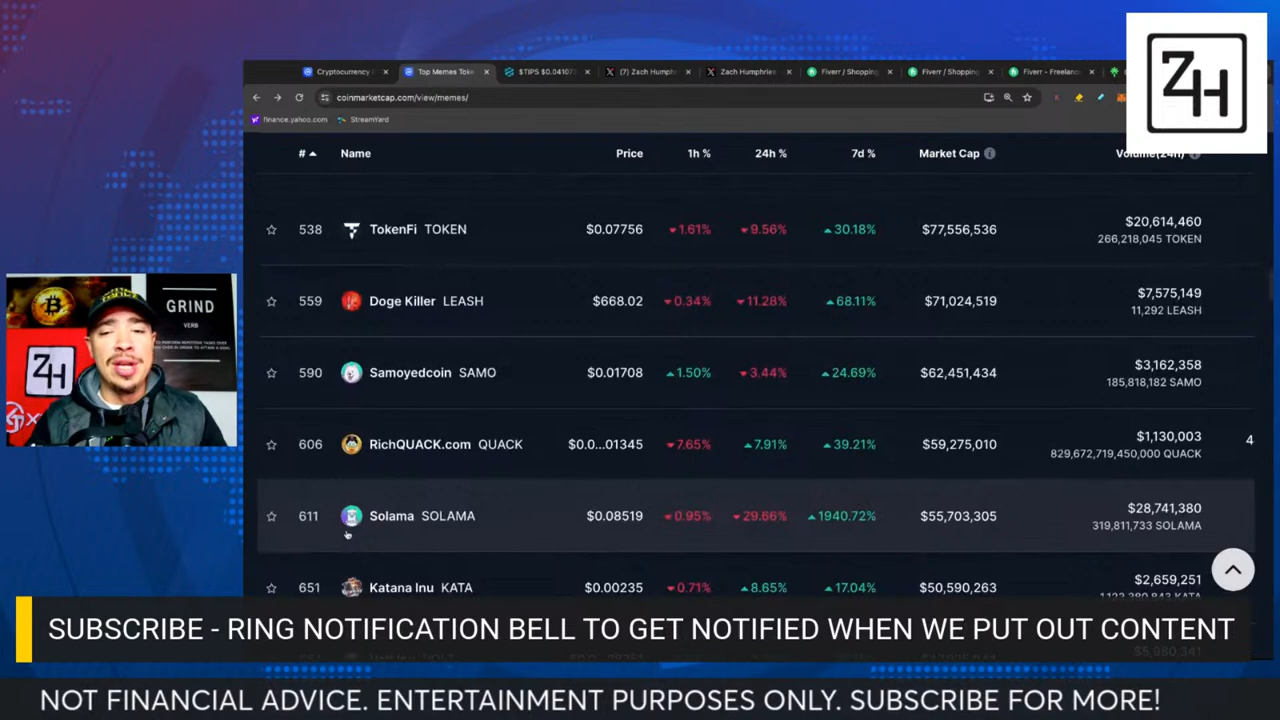 ZH
Cryptocurrency
Top Memes Toke
$TIPS $0.04107
(7) Zach Humph
Zach Humphries
Fiverr / Shopping
Fiverr / Shopping
Fiverr - Freelanc
coinmarketcap.com/view/memes/
finance.yahoo.com
StreamYard
# Name Price 1h % 24h % 7d % Market Cap Volume(24h)
538 TokenFi TOKEN $0.07756 1.61% 9.56% 30.18% $77,556,536 $20,614,460
266,218,045 TOKEN
559 Doge Killer LEASH $668.02 0.34% 11.28% 68.11% $71,024,519 $7,575,149
11,292 LEASH
590 Samoyedcoin SAMO $0.01708 1.50% 3.44% 24.69% $62,451,434 $3,162,358
185,818,182 SAMO
606 RichQUACK.com QUACK $0.0...01345 7.65% 7.91% 39.21% $59,275,010 $1,130,003
829,672,719,450,000 QUACK
4
611 Solama SOLAMA $0.08519 0.95% 29.66% 1940.72% $55,703,305 $28,741,380
319,811,733 SOLAMA
651 Katana Inu KATA $0.00235 0.71% 8.65% 17.04% $50,590,263 $2,659,251
GRIND
VERB
ZH
SUBSCRIBE - RING NOTIFICATION BELL TO GET NOTIFIED WHEN WE PUT OUT CONTENT
NOT FINANCIAL ADVICE. ENTERTAINMENT PURPOSES ONLY. SUBSCRIBE FOR MORE!